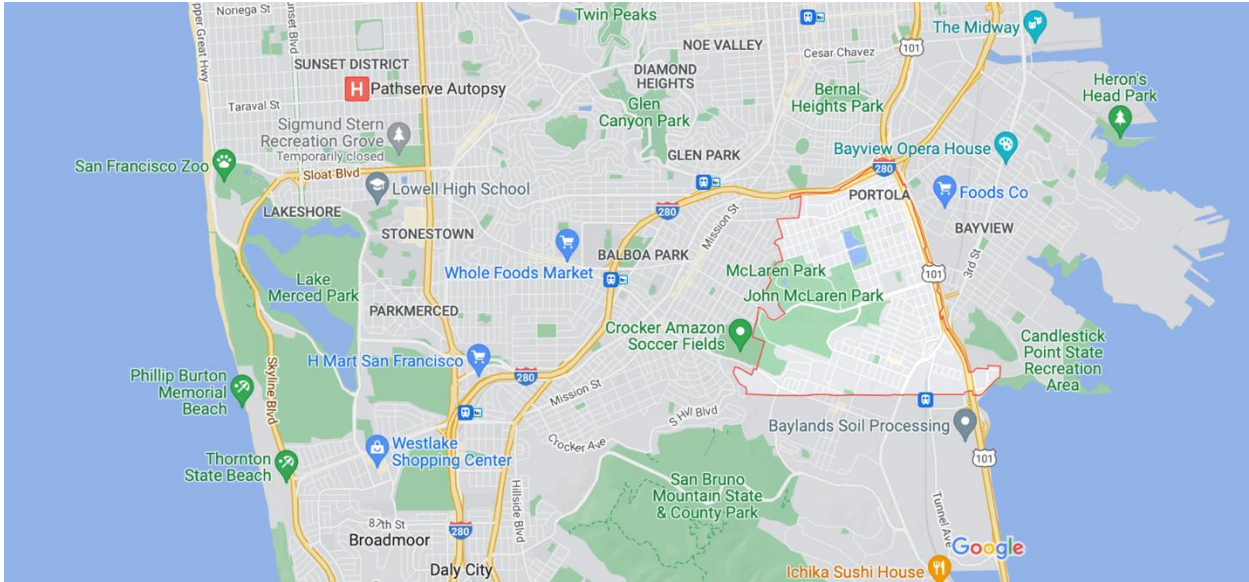 Noriega St
Upper Great Hwy
Sunset Blvd
SUNSET DISTRICT
Pathserve Autopsy
H
Taraval St
Sigmund Stern
Recreation Grove
Temporarily closed
San Francisco Zoo
Sloat Blvd
Lowell High School
LAKESHORE
STONESTOWN
Lake
Merced Park
PARKMERCED
Whole Foods Market
H Mart San Francisco
Skyline Blvd
Phillip Burton
Memorial
Beach
Thornton
State Beach
Westlake
Shopping Center
87th St
Broadmoor
Daly City
280
Hillside Blvd
Twin Peaks
NOE VALLEY
DIAMOND
HEIGHTS
Glen
Canyon Park
GLEN PARK
280
BALBOA PARK
Mission St
280
Mission St
Crocker Ave
S Hill Blvd
Cesar Chavez
101
Bernal
Heights Park
280
PORTOLA
McLaren Park
John McLaren Park
Crocker Amazon
Soccer Fields
The Midway
Heron's
Head Park
Bayview Opera House
Foods Co
BAYVIEW
3rd St
101
Candlestick
Point State
Recreation
Area
Baylands Soil Processing
101
San Bruno
Mountain State
& County Park
Tunnel Ave
Google
Ichika Sushi House